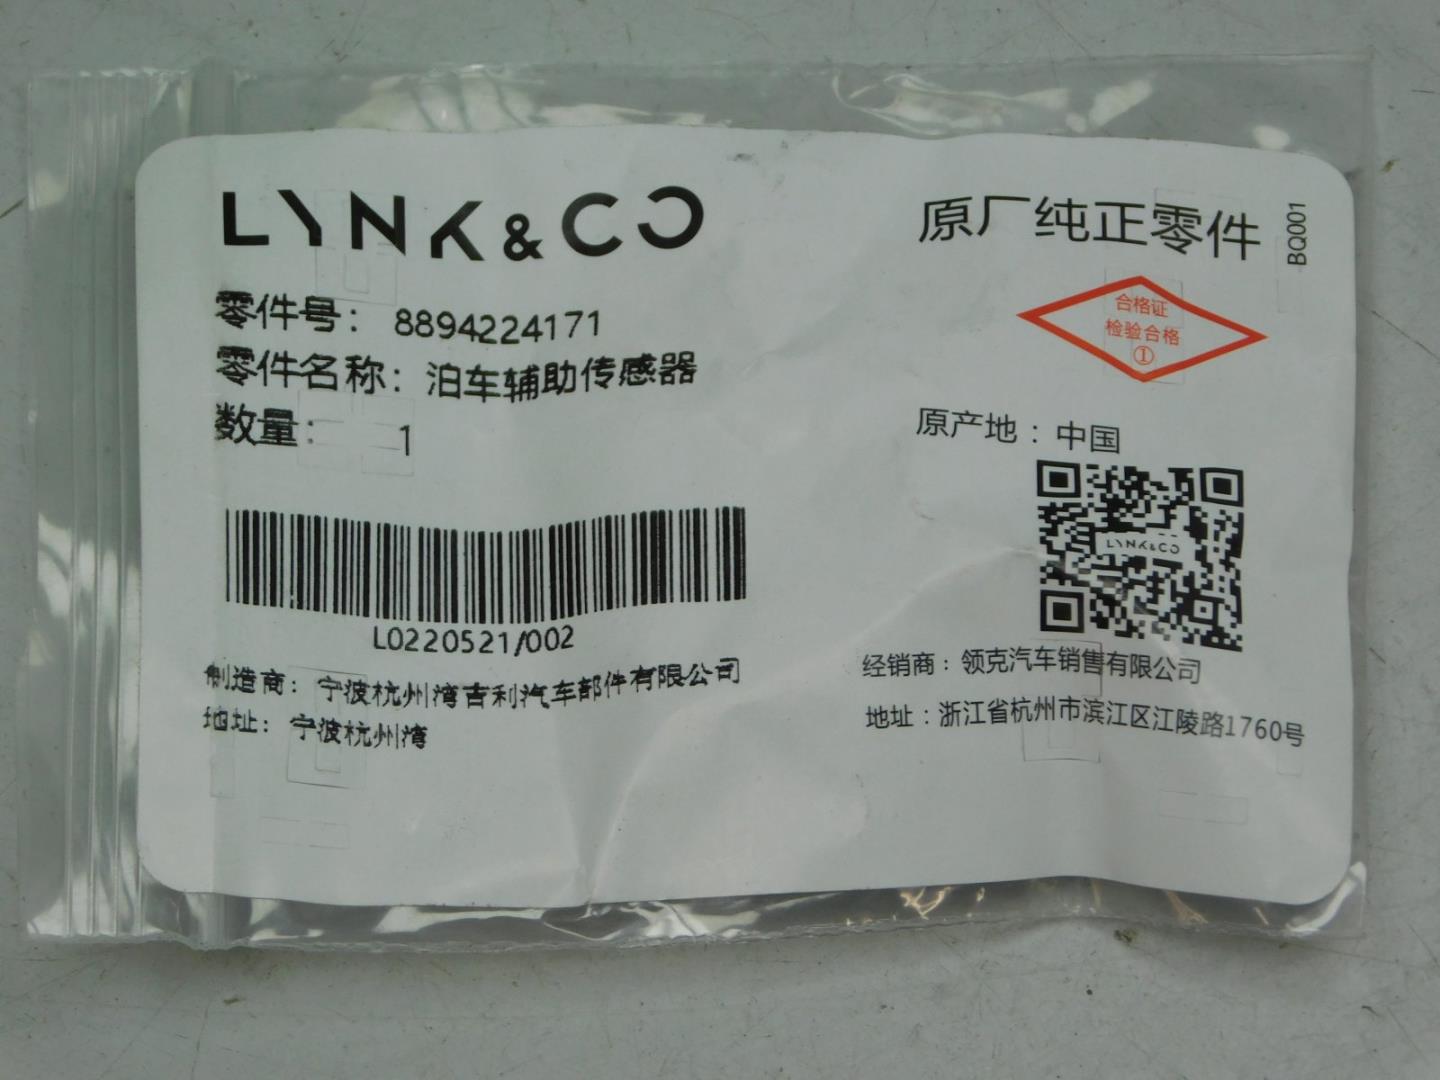 LYNK&CO
原厂纯正零件
BQ001
零件号： 8894224171
零件名称：泊车辅助传感器
数量： 1
合格证
检验合格
①
原产地：中国
LYNK&CO
L0220521/002
制造商： 宁波杭州湾吉利汽车部件有限公司
地址： 宁波杭州湾
经销商：领克汽车销售有限公司
地址：浙江省杭州市滨江区江陵路1760号